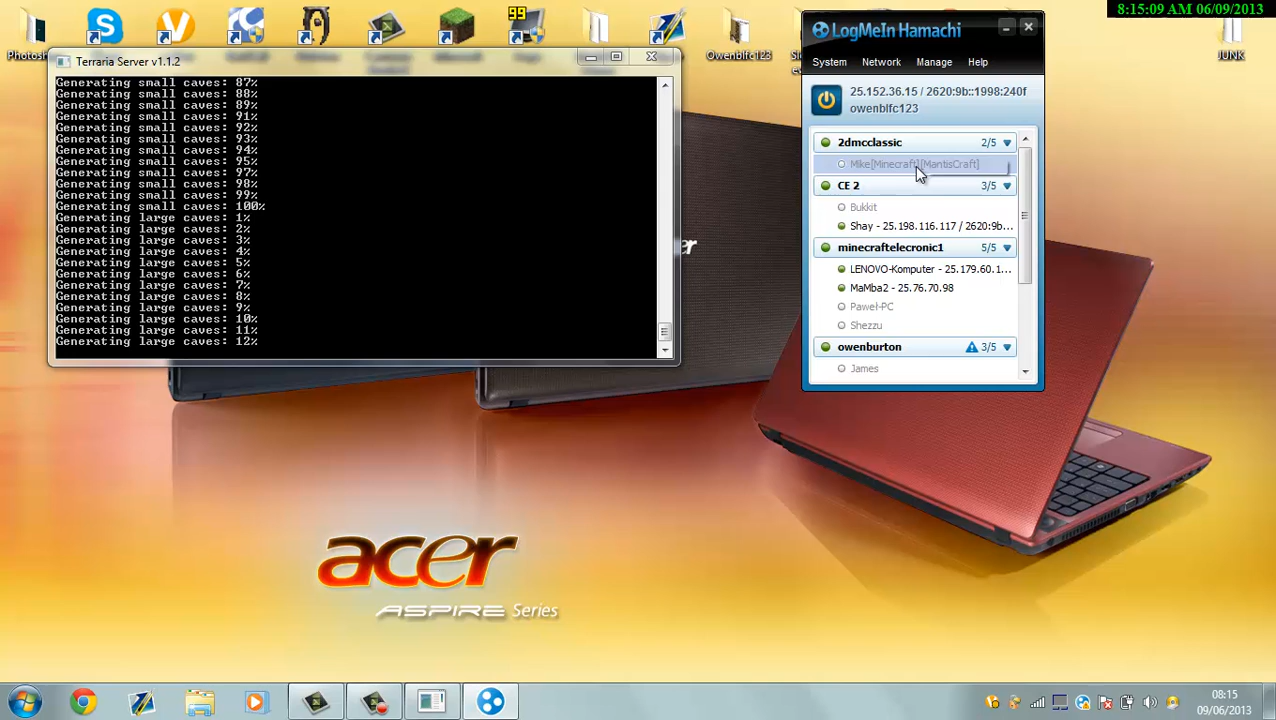 8:15:09 AM 06/09/2013
99
Owenblfc123
JUNK
Terraria Server v1.1.2
Generating small caves: 87%
Generating small caves: 88%
Generating small caves: 89%
Generating small caves: 91%
Generating small caves: 92%
Generating small caves: 93%
Generating small caves: 94%
Generating small caves: 95%
Generating small caves: 97%
Generating small caves: 98%
Generating small caves: 99%
Generating small caves: 100%
Generating large caves: 1%
Generating large caves: 2%
Generating large caves: 3%
Generating large caves: 4%
Generating large caves: 5%
Generating large caves: 6%
Generating large caves: 7%
Generating large caves: 8%
Generating large caves: 9%
Generating large caves: 10%
Generating large caves: 11%
Generating large caves: 12%
LogMeIn Hamachi
System Network Manage Help
25.152.36.15 / 2620:9b::1998:240f
owenblfc123
2dmcclassic 2/5
Mike[Minecraft][MantisCraft]
CE 2 3/5
Bukkit
Shay - 25.198.116.117 / 2620:9b...
minecraftelecronic1 5/5
LENOVO-Komputer - 25.179.60.1...
MaMba2 - 25.76.70.98
Paweł-PC
Shezzu
owenburton 3/5
James
acer
acer
ASPIRE Series
08:15
09/06/2013